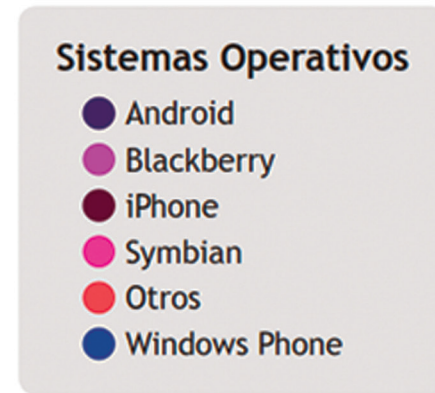 Sistemas Operativos
Android
Blackberry
iPhone
Symbian
Otros
Windows Phone